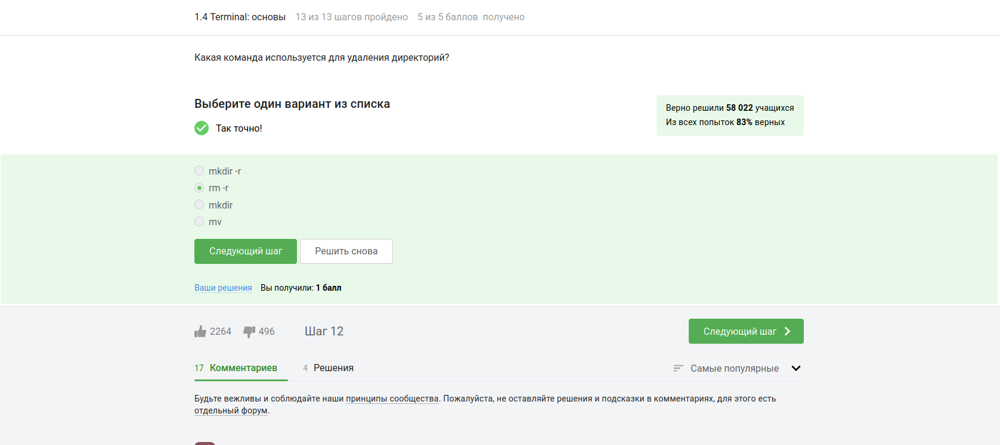 1.4 Terminal: основы 13 из 13 шагов пройдено 5 из 5 баллов получено
Какая команда используется для удаления директорий?
Выберите один вариант из списка
Так точно!
Верно решили 58 022 учащихся
Из всех попыток 83% верных
mkdir -r
rm -r
mkdir
mv
Следующий шаг Решить снова
Ваши решения Вы получили: 1 балл
2264 496 Шаг 12 Следующий шаг
17 Комментариев 4 Решения Самые популярные
Будьте вежливы и соблюдайте наши принципы сообщества. Пожалуйста, не оставляйте решения и подсказки в комментариях, для этого есть
отдельный форум.